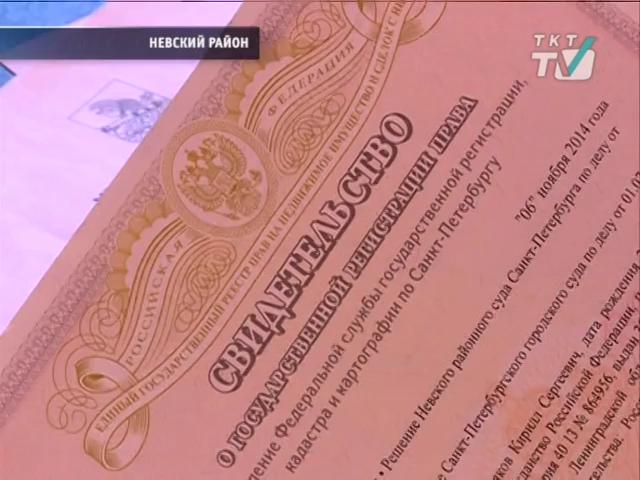 НЕВСКИЙ РАЙОН
ТКТ
TV
РОССИЙСКАЯ
ФЕДЕРАЦИЯ
ЕДИНЫЙ ГОСУДАРСТВЕННЫЙ РЕЕСТР ПРАВ НА НЕДВИЖИМОЕ ИМУЩЕСТВО И СДЕЛОК С
СВИДЕТЕЛЬСТВО
О ГОСУДАРСТВЕННОЙ РЕГИСТРАЦИИ ПРАВА
Федеральной службы государственной регистрации,
кадастра и картографии по Санкт-Петербургу
"06" ноября 2014 года
• Решение Невского районного суда Санкт-Петербурга по делу от
Санкт-Петербургского городского суда по делу от
Кирилл Сергеевич, дата рождения
Российской Федерации,
40 13 № 864956, выдан
Ленинградской